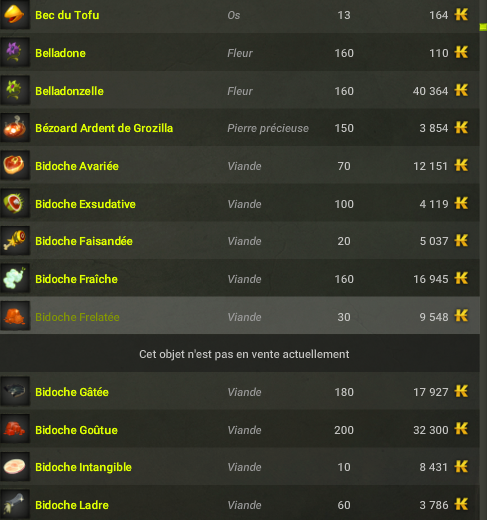 Bec du Tofu Os 13 164
Belladone Fleur 160 110
Belladonzelle Fleur 160 40 364
Bézoard Ardent de Grozilla Pierre précieuse 150 3 854
Bidoche Avariée Viande 70 12 151
Bidoche Exsudative Viande 100 4 119
Bidoche Faisandée Viande 20 5 037
Bidoche Fraîche Viande 160 16 945
Bidoche Frelatée Viande 30 9 548
Cet objet n'est pas en vente actuellement
Bidoche Gâtée Viande 180 17 927
Bidoche Goûtue Viande 200 32 300
Bidoche Intangible Viande 10 8 431
Bidoche Ladre Viande 60 3 786